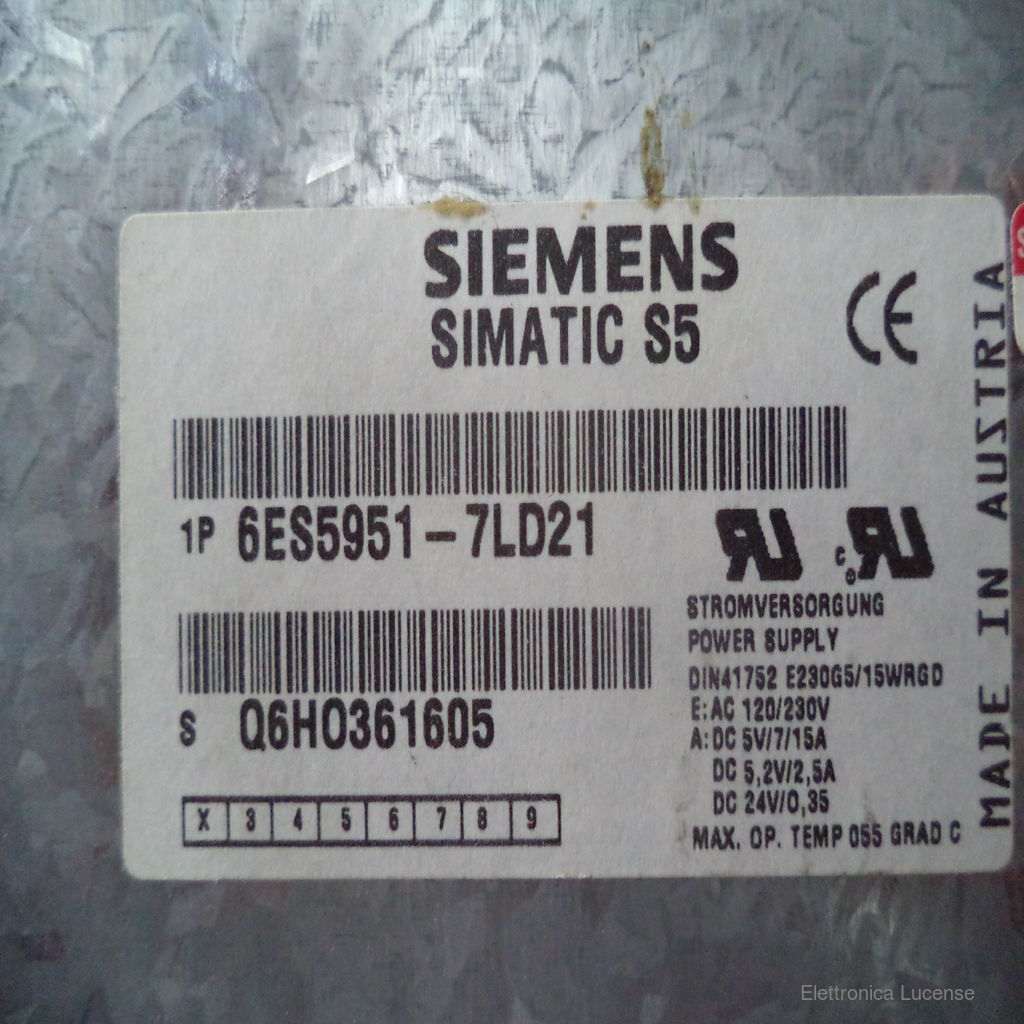 SIEMENS
SIMATIC S5
CE
1P 6ES5951-7LD21
STROMVERSORGUNG
POWER SUPPLY
DIN41752 E230G5/15WRGD
E: AC 120/230V
A: DC 5V/7/15A
DC 5,2V/2,5A
DC 24V/0,35
MAX. OP. TEMP 055 GRAD C
S Q6H0361605
X 3 4 5 6 7 8 9
MADE IN AUSTRIA
Elettronica Lucense